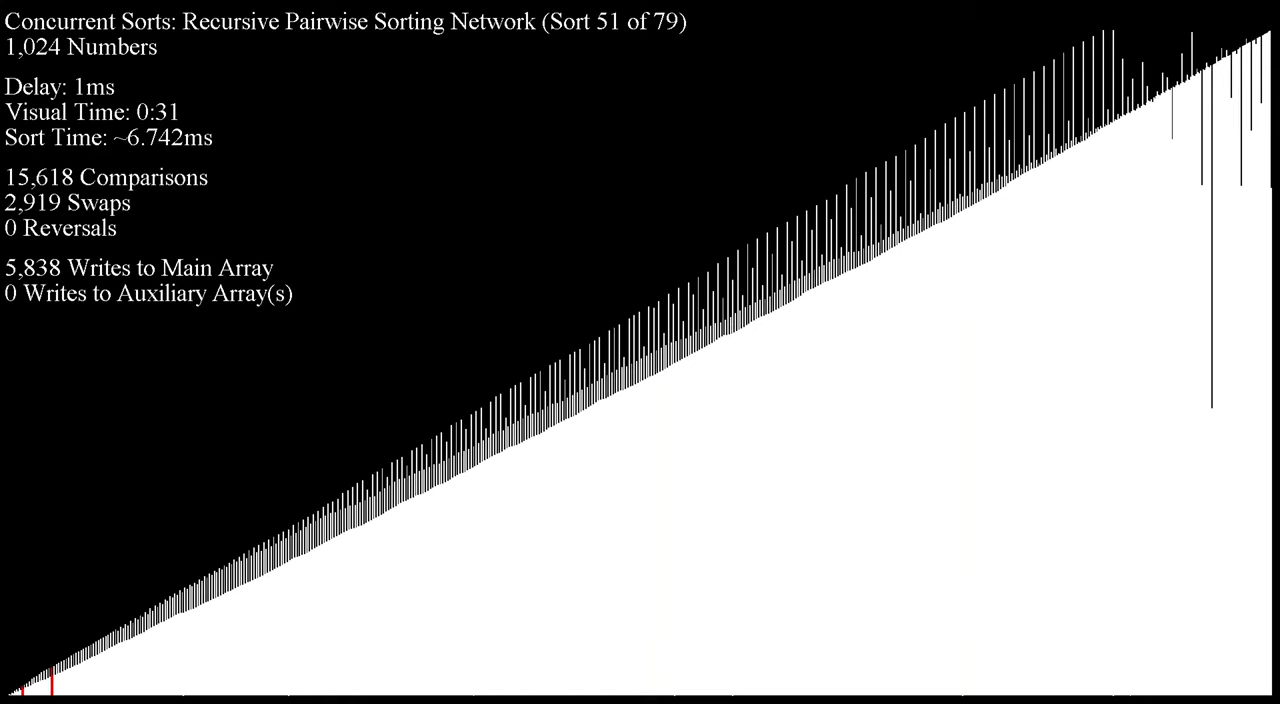 Concurrent Sorts: Recursive Pairwise Sorting Network (Sort 51 of 79)
1,024 Numbers
Delay: 1ms
Visual Time: 0:31
Sort Time: ~6.742ms
15,618 Comparisons
2,919 Swaps
0 Reversals
5,838 Writes to Main Array
0 Writes to Auxiliary Array(s)